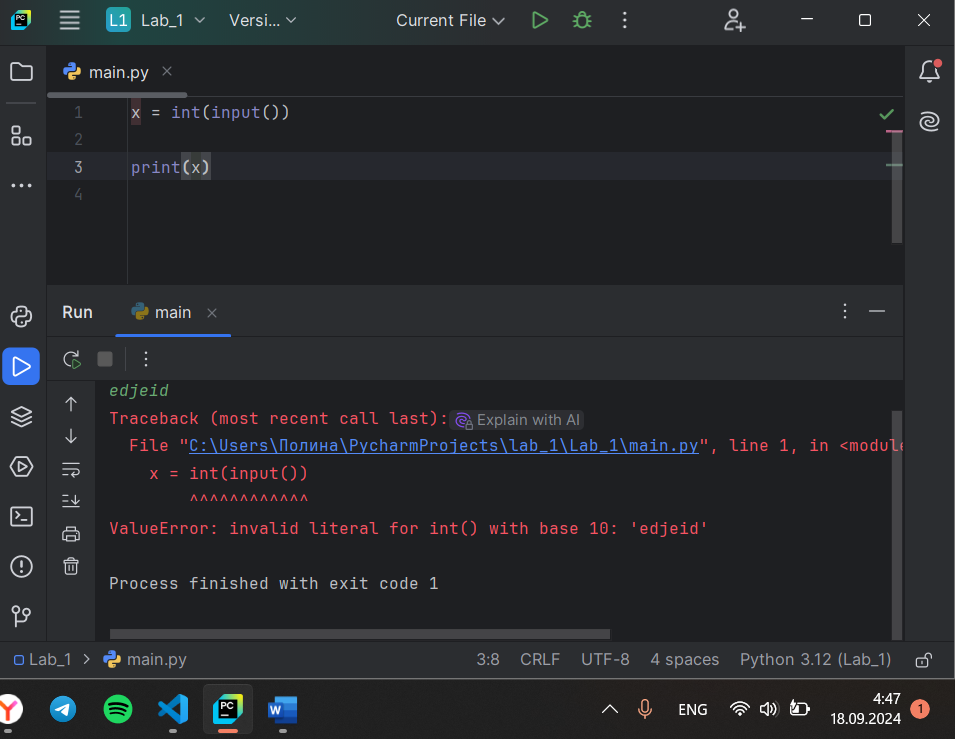 PC L1 Lab_1 Versi... Current File
main.py
1 x = int(input())
2
3 print(x)
4
Run main
edjeid
Traceback (most recent call last): Explain with AI
File "C:\Users\Полина\PycharmProjects\lab_1\Lab_1\main.py", line 1, in <module
x = int(input())
^^^^^^^^^^^^
ValueError: invalid literal for int() with base 10: 'edjeid'
Process finished with exit code 1
Lab_1 > main.py 3:8 CRLF UTF-8 4 spaces Python 3.12 (Lab_1)
Y PC W ENG 4:47 1
18.09.2024